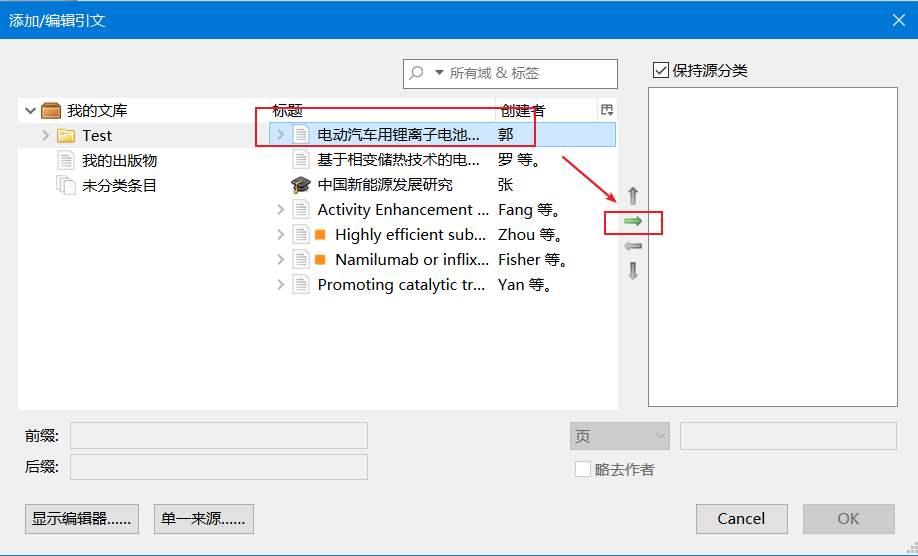 添加/编辑引文
所有域 & 标签
保持源分类
我的文库
标题 创建者
Test
电动汽车用锂离子电池... 郭
我的出版物
基于相变储热技术的电... 罗 等。
未分类条目
中国新能源发展研究 张
Activity Enhancement ... Fang 等。
Highly efficient sub... Zhou 等。
Namilumab or inflix... Fisher 等。
Promoting catalytic tr... Yan 等。
前缀:
页
后缀:
略去作者
显示编辑器...... 单一来源...... Cancel OK